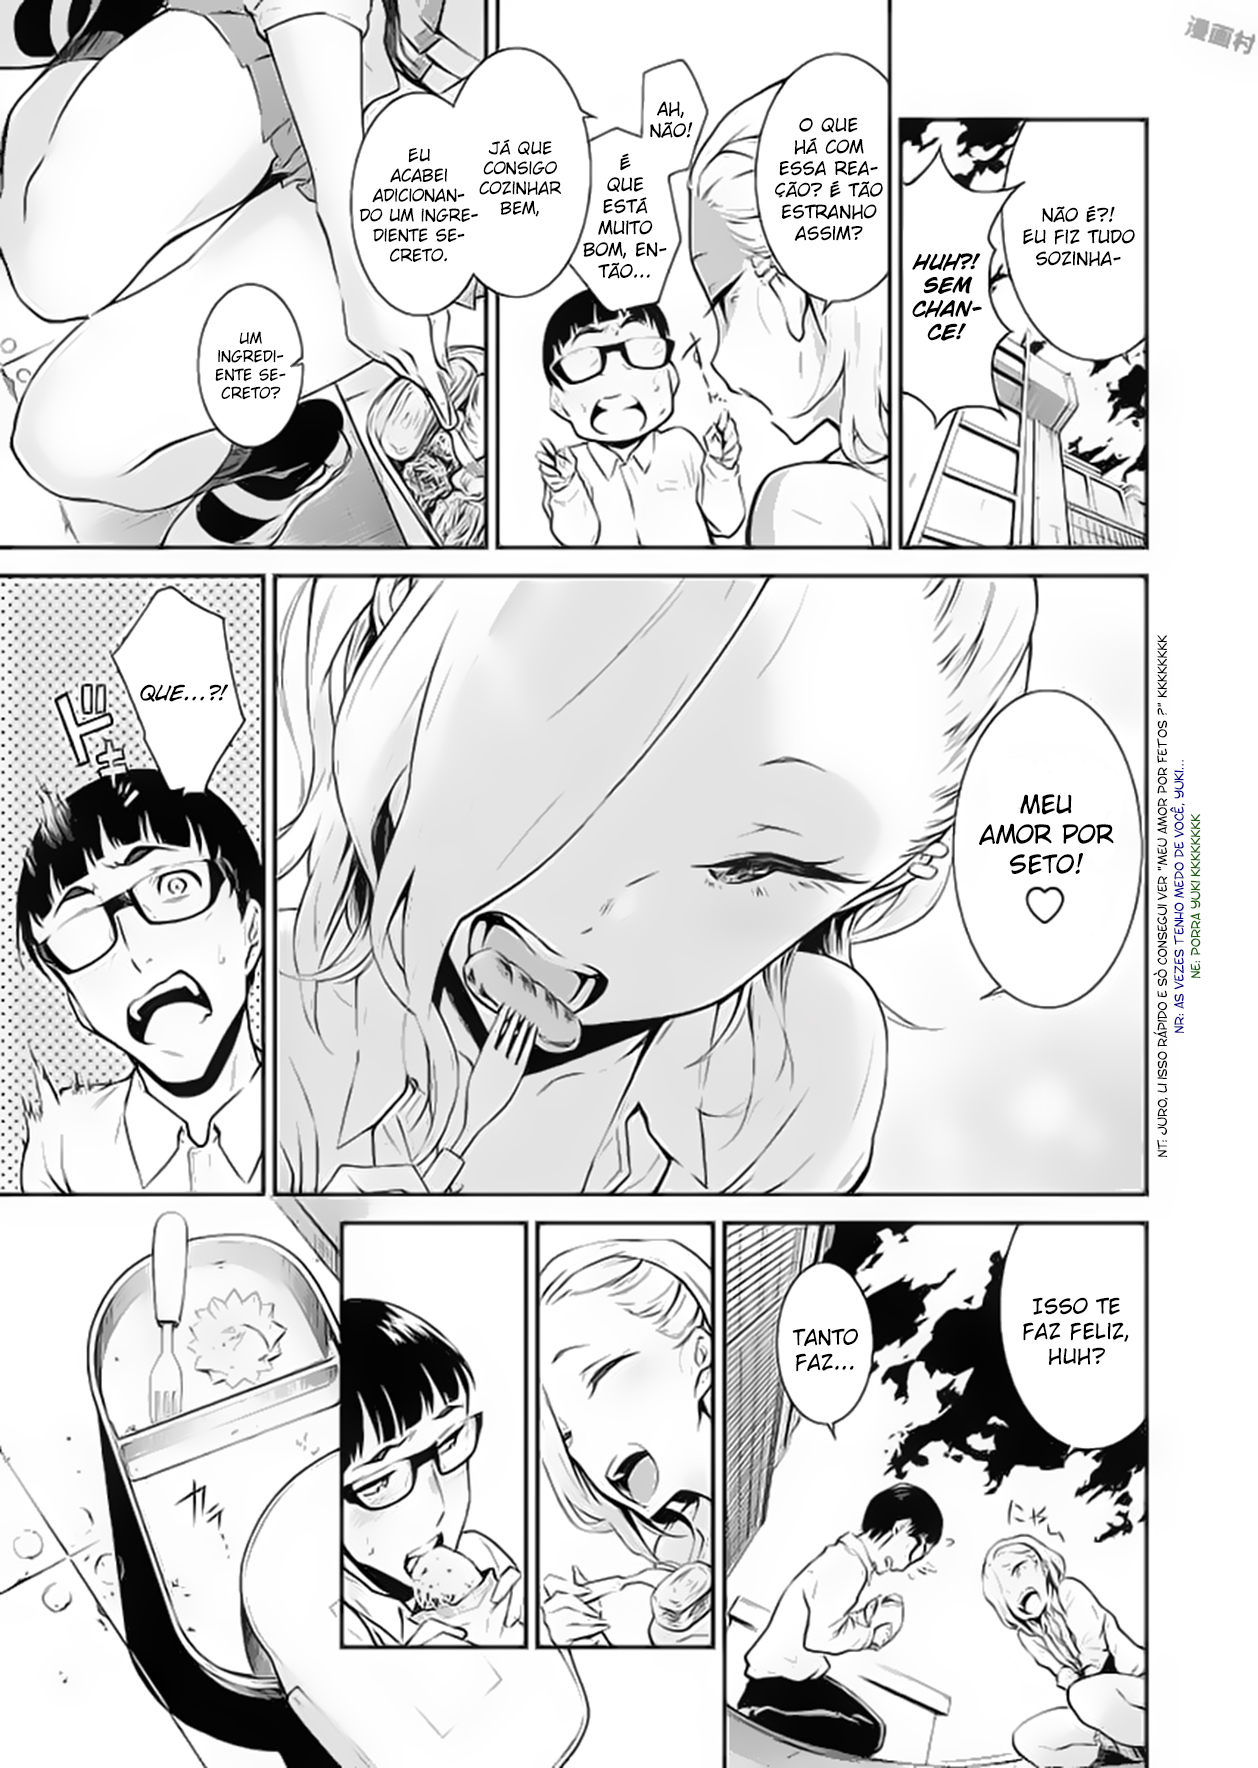 漫画村
NÃO É?!
EU FIZ TUDO
SOZINHA-
HUH?!
SEM
CHAN-
CE!
O QUE
HÁ COM
ESSA REA-
ÇÃO? É TÃO
ESTRANHO
ASSIM?
AH,
NÃO!
É
QUE
ESTÁ
MUITO
BOM, EN-
TÃO...
JÁ QUE
CONSIGO
COZINHAR
BEM,
EU
ACABEI
ADICIONAN-
DO UM INGRE-
DIENTE SE-
CRETO.
UM
INGREDI-
ENTE SE-
CRETO?
MEU
AMOR POR
SETO!
♡
QUE...?!
ドキ
NT: JURO, LI ISSO RÁPIDO E SÓ CONSEGUI VER "MEU AMOR POR FETOS ?" KKKKKKK
NR: AS VEZES TENHO MEDO DE VOCÊ, YUKI...
NE: PORRA YUKI KKKKKKK
ISSO TE
FAZ FELIZ,
HUH?
TANTO
FAZ...